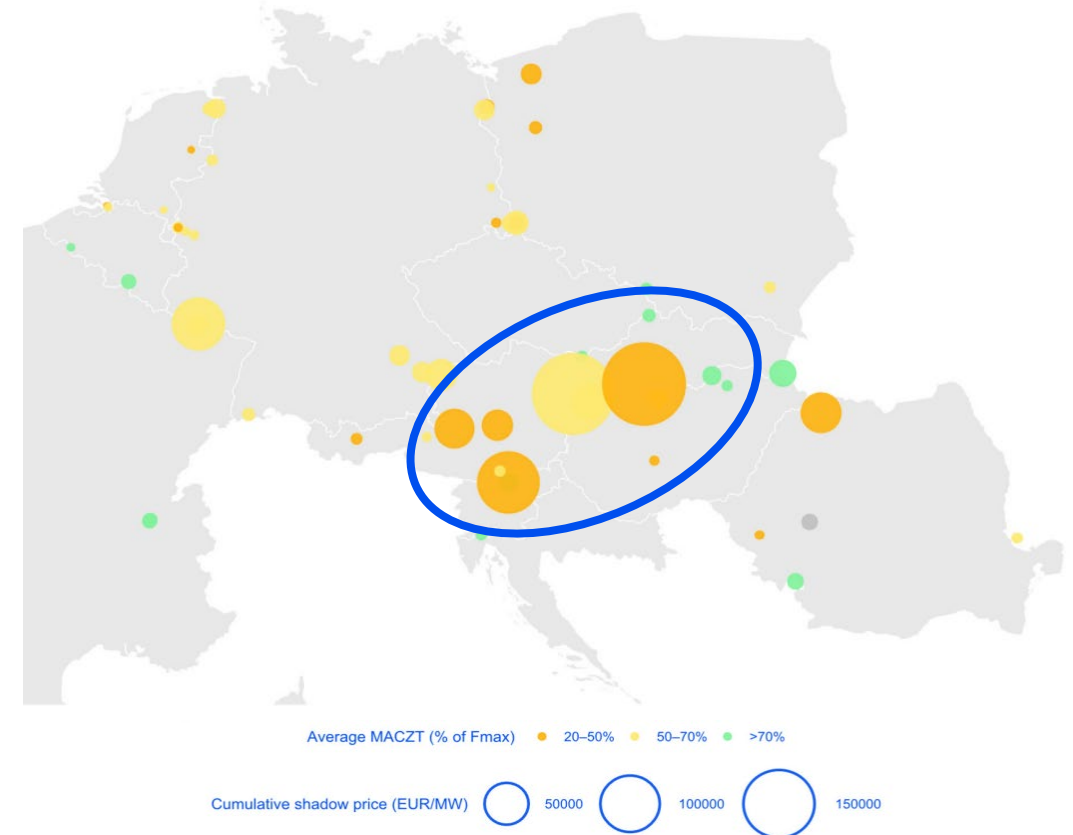 Average MACZT (% of Fmax) 20–50% 50–70% >70%
Cumulative shadow price (EUR/MW) 50000 100000 150000